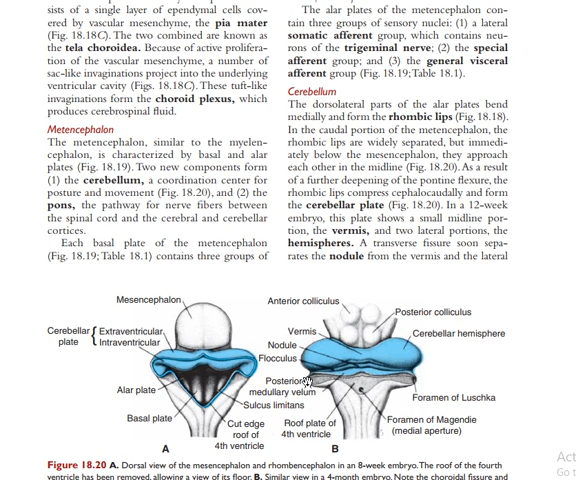 sists of a single layer of ependymal cells cov-
ered by vascular mesenchyme, the pia mater
(Fig. 18.18C). The two combined are known as
the tela choroidea. Because of active prolifera-
tion of the vascular mesenchyme, a number of
sac-like invaginations project into the underlying
ventricular cavity (Figs. 18.18C). These tuft-like
invaginations form the choroid plexus, which
produces cerebrospinal fluid.
Metencephalon
The metencephalon, similar to the myelen-
cephalon, is characterized by basal and alar
plates (Fig. 18.19). Two new components form
(1) the cerebellum, a coordination center for
posture and movement (Fig. 18.20), and (2) the
pons, the pathway for nerve fibers between
the spinal cord and the cerebral and cerebellar
cortices.
Each basal plate of the metencephalon
(Fig. 18.19; Table 18.1) contains three groups of
The alar plates of the metencephalon con-
tain three groups of sensory nuclei: (1) a lateral
somatic afferent group, which contains neu-
rons of the trigeminal nerve; (2) the special
afferent group; and (3) the general visceral
afferent group (Fig. 18.19; Table 18.1).
Cerebellum
The dorsolateral parts of the alar plates bend
medially and form the rhombic lips (Fig. 18.18).
In the caudal portion of the metencephalon, the
rhombic lips are widely separated, but immedi-
ately below the mesencephalon, they approach
each other in the midline (Fig. 18.20). As a result
of a further deepening of the pontine flexure, the
rhombic lips compress cephalocaudally and form
the cerebellar plate (Fig. 18.20). In a 12-week
embryo, this plate shows a small midline por-
tion, the vermis, and two lateral portions, the
hemispheres. A transverse fissure soon sepa-
rates the nodule from the vermis and the lateral
Mesencephalon
Cerebellar
plate
Extraventricular
Intraventricular
Alar plate
Basal plate
Cut edge
roof of
4th ventricle
Sulcus limitans
A
Anterior colliculus
Posterior colliculus
Vermis
Cerebellar hemisphere
Nodule
Flocculus
Posterior
medullary velum
Foramen of Luschka
Roof plate of
4th ventricle
Foramen of Magendie
(medial aperture)
B
Figure 18.20 A. Dorsal view of the mesencephalon and rhombencephalon in an 8-week embryo. The roof of the fourth
ventricle has been removed, allowing a view of its floor. B. Similar view in a 4-month embryo. Note the choroidal fissure and
Act
Go t